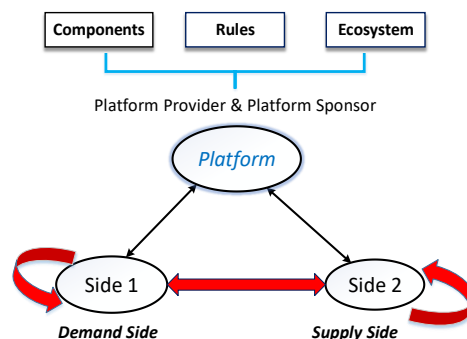 Components Rules Ecosystem
Platform Provider & Platform Sponsor
Platform
Side 1 Side 2
Demand Side Supply Side